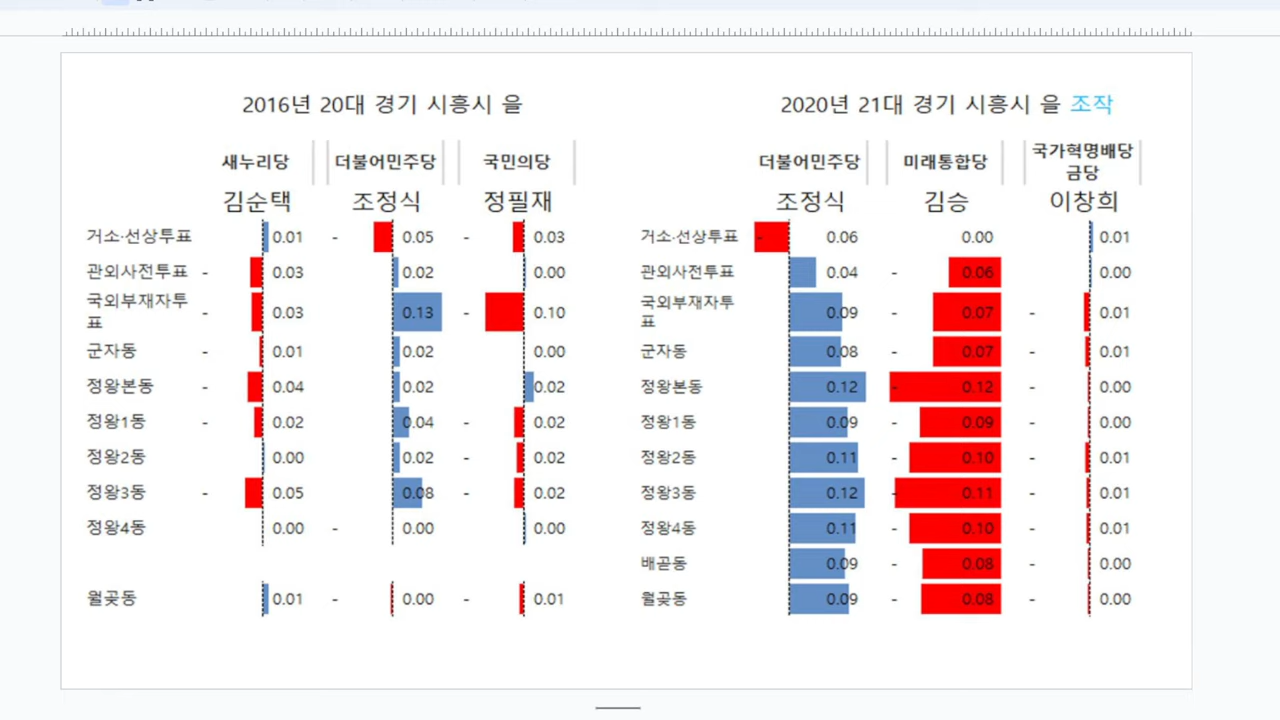 2016년 20대 경기 시흥시 을
새누리당 더불어민주당 국민의당
김순택 조정식 정필재
거소·선상투표 0.01 - 0.05 - 0.03
관외사전투표 - 0.03 0.02 0.00
국외부재자투
표 - 0.03 0.13 - 0.10
군자동 - 0.01 0.02 0.00
정왕본동 - 0.04 0.02 0.02
정왕1동 - 0.02 0.04 - 0.02
정왕2동 0.00 0.02 - 0.02
정왕3동 - 0.05 0.08 - 0.02
정왕4동 0.00 - 0.00 0.00
월곶동 0.01 - 0.00 - 0.01
2020년 21대 경기 시흥시 을 조작
더불어민주당 미래통합당 국가혁명배당
금당
조정식 김승 이창희
거소·선상투표 - 0.06 0.00 0.01
관외사전투표 0.04 - 0.06 0.00
국외부재자투
표 0.09 - 0.07 - 0.01
군자동 0.08 - 0.07 - 0.01
정왕본동 0.12 - 0.12 - 0.00
정왕1동 0.09 - 0.09 - 0.00
정왕2동 0.11 - 0.10 - 0.01
정왕3동 0.12 - 0.11 - 0.01
정왕4동 0.11 - 0.10 - 0.01
배곧동 0.09 - 0.08 - 0.00
월곶동 0.09 - 0.08 - 0.00